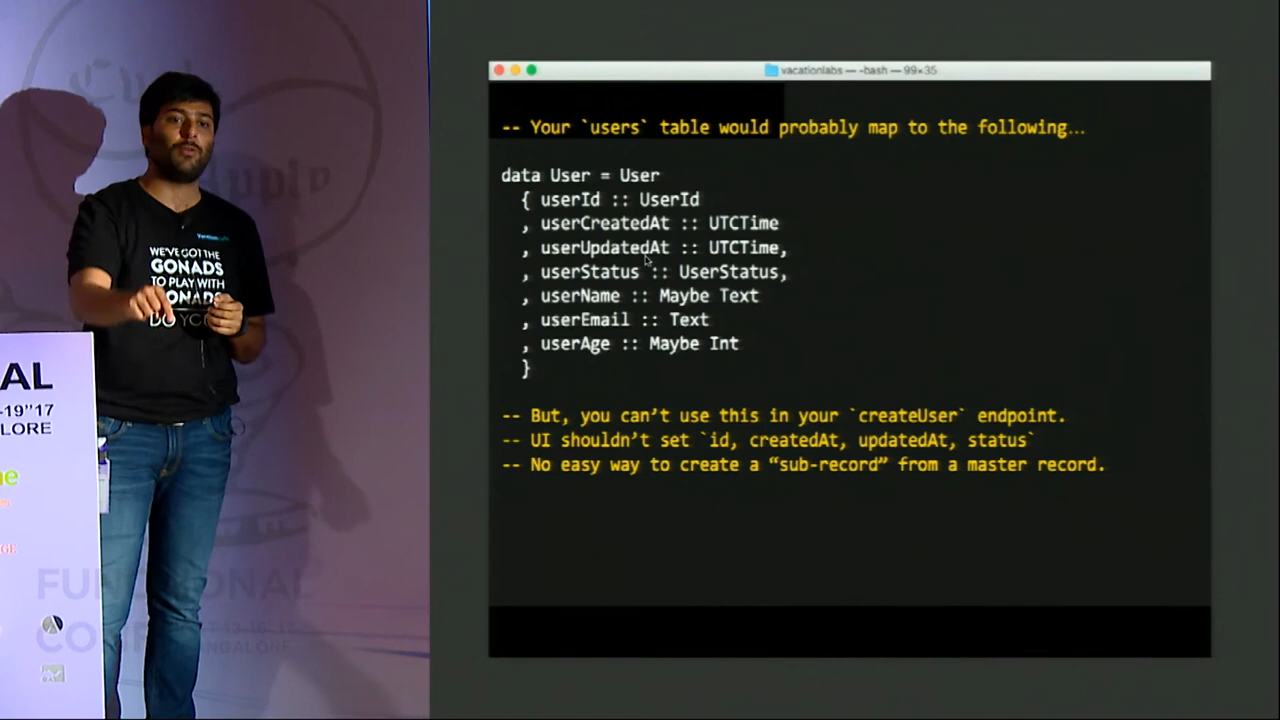 vacationlabs — -bash — 99×35
-- Your `users` table would probably map to the following…
data User = User
{ userId :: UserId
, userCreatedAt :: UTCTime
, userUpdatedAt :: UTCTime,
, userStatus :: UserStatus,
, userName :: Maybe Text
, userEmail :: Text
, userAge :: Maybe Int
}
-- But, you can’t use this in your `createUser` endpoint.
-- UI shouldn’t set `id, createdAt, updatedAt, status`
-- No easy way to create a “sub-record” from a master record.
WE'VE GOT THE
GONADS
TO PLAY WITH
DO YO
AL
-19"17
LORE